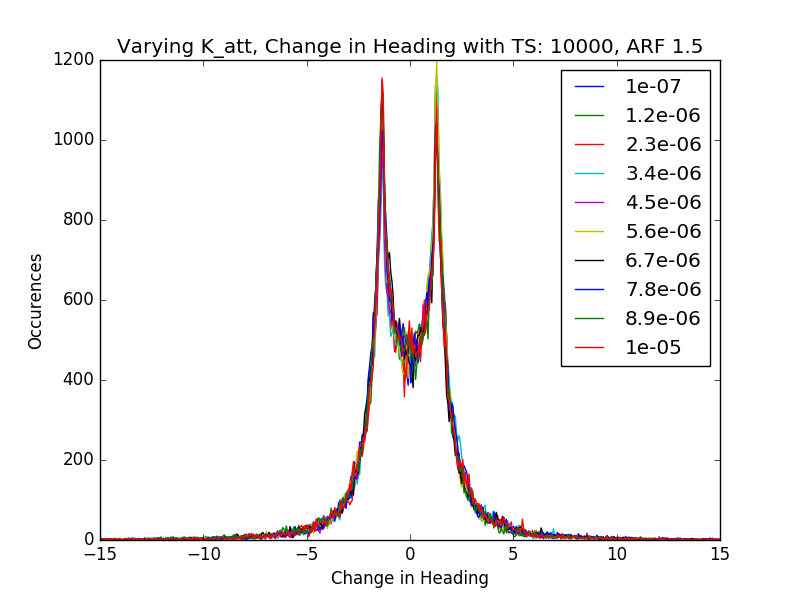 Varying K_att, Change in Heading with TS: 10000, ARF 1.5
1200
1000
800
600
400
200
0
Occurences
−15
−10
−5
0
5
10
15
Change in Heading
1e-07
1.2e-06
2.3e-06
3.4e-06
4.5e-06
5.6e-06
6.7e-06
7.8e-06
8.9e-06
1e-05